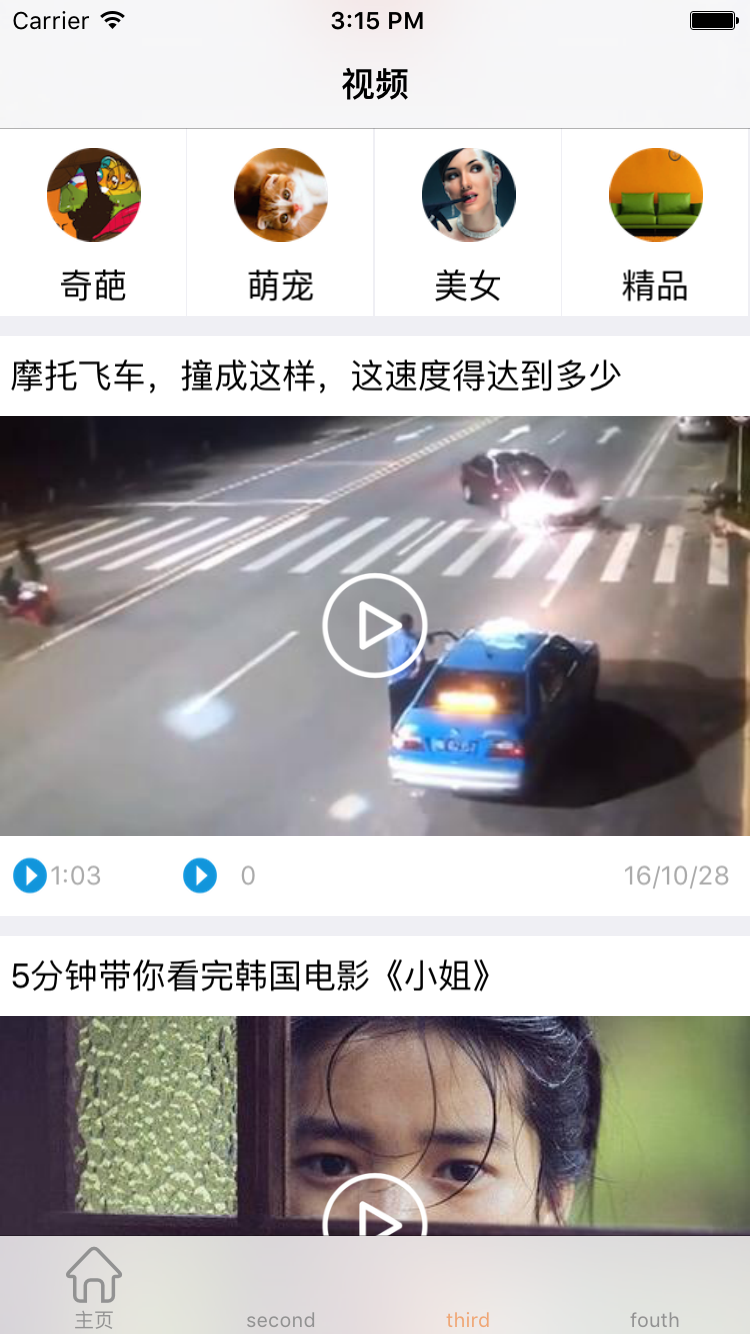 Carrier 3:15 PM
视频
奇葩 萌宠 美女 精品
摩托飞车，撞成这样，这速度得达到多少
1:03 0 16/10/28
5分钟带你看完韩国电影《小姐》
主页 second third fouth